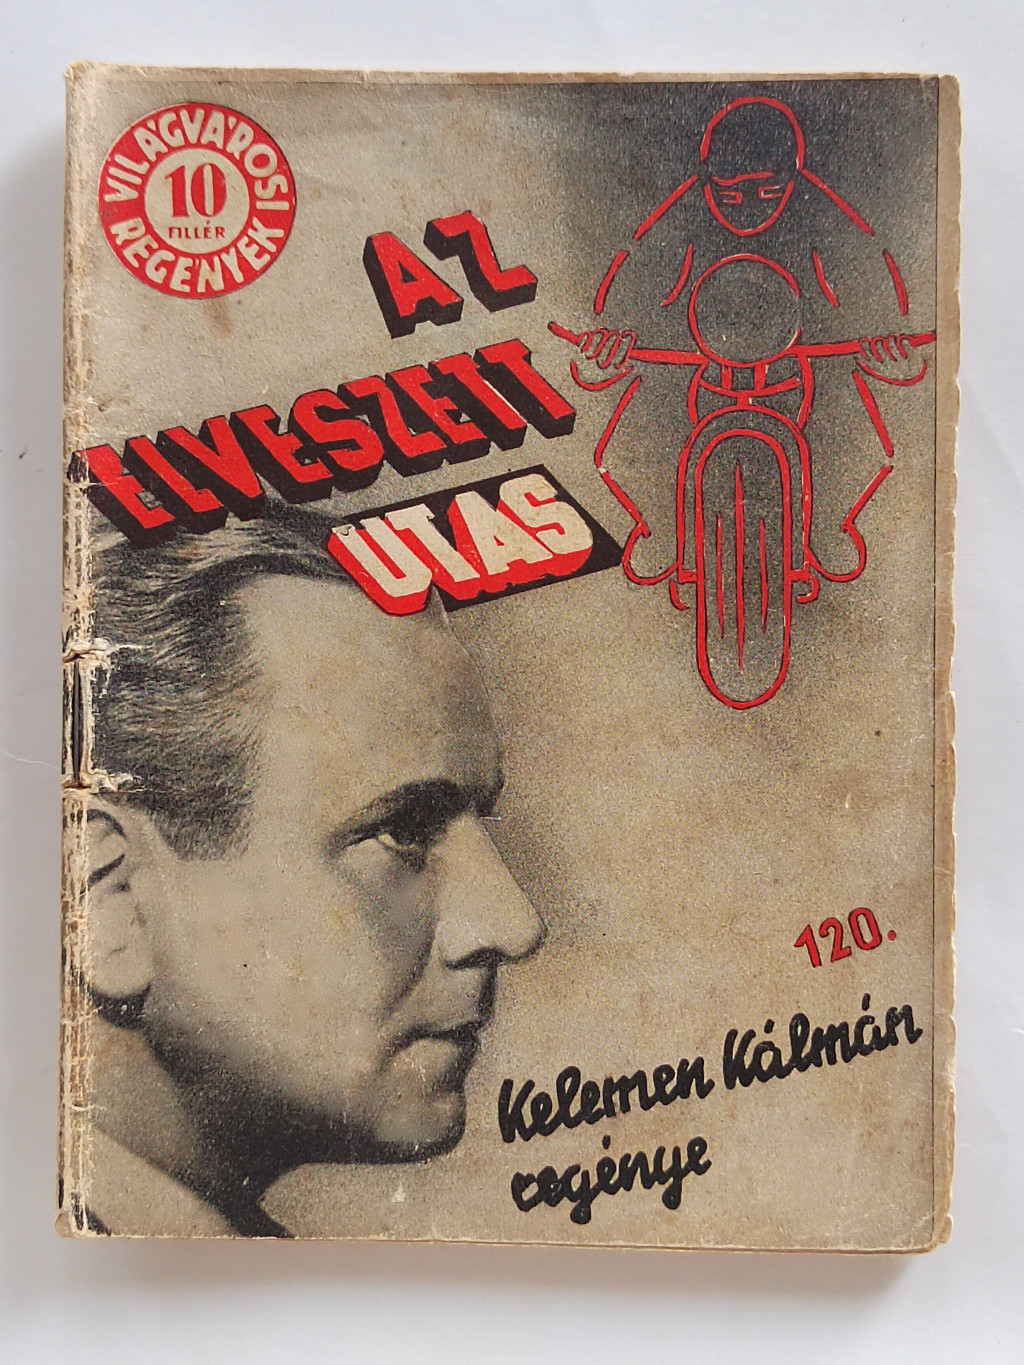 VILÁGVÁROSI
10
FILLÉR
REGÉNYEK
AZ
ELVESZETT
UTAS
120.
Kelemen Kálmán
regénye